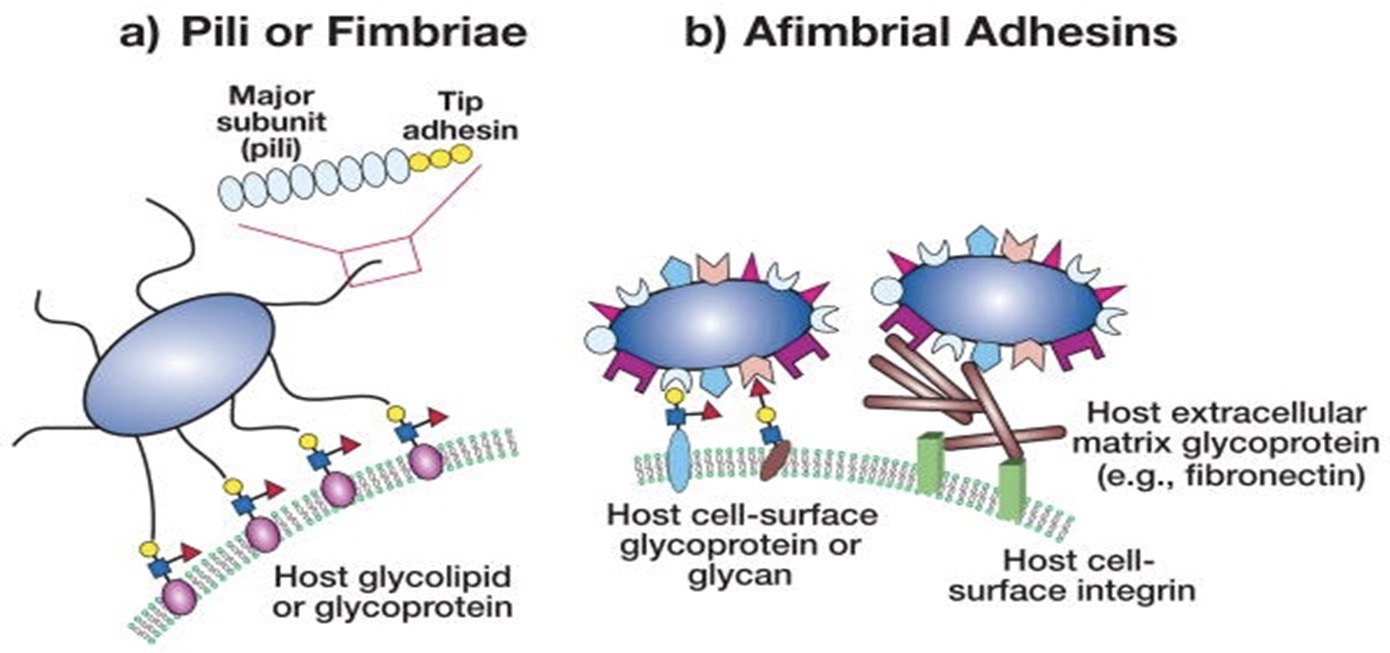 a) Pili or Fimbriae
Major
subunit
(pili)
Tip
adhesin
Host glycolipid
or glycoprotein
b) Afimbrial Adhesins
Host cell-surface
glycoprotein or
glycan
Host extracellular
matrix glycoprotein
(e.g., fibronectin)
Host cell-
surface integrin